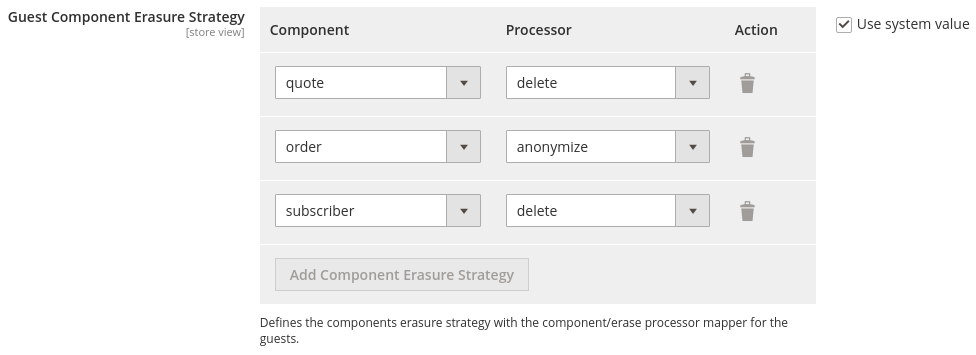 Guest Component Erasure Strategy
[store view]
Component Processor Action
Use system value
quote delete
order anonymize
subscriber delete
Add Component Erasure Strategy
Defines the components erasure strategy with the component/erase processor mapper for the
guests.